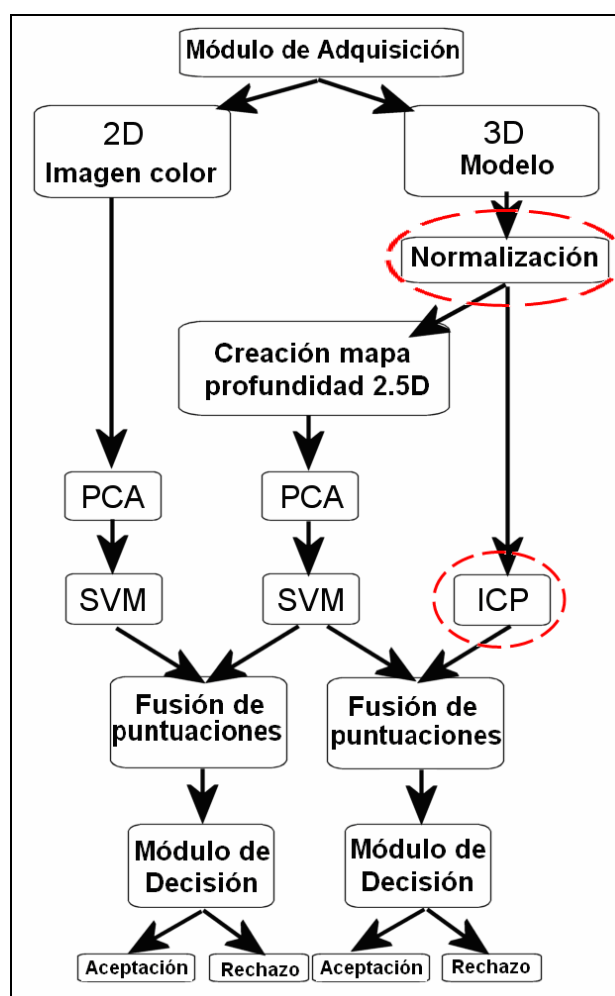 Módulo de Adquisición
2D
Imagen color
3D
Modelo
Normalización
Creación mapa
profundidad 2.5D
PCA
PCA
SVM
SVM
ICP
Fusión de
puntuaciones
Fusión de
puntuaciones
Módulo de
Decisión
Módulo de
Decisión
Aceptación
Rechazo
Aceptación
Rechazo